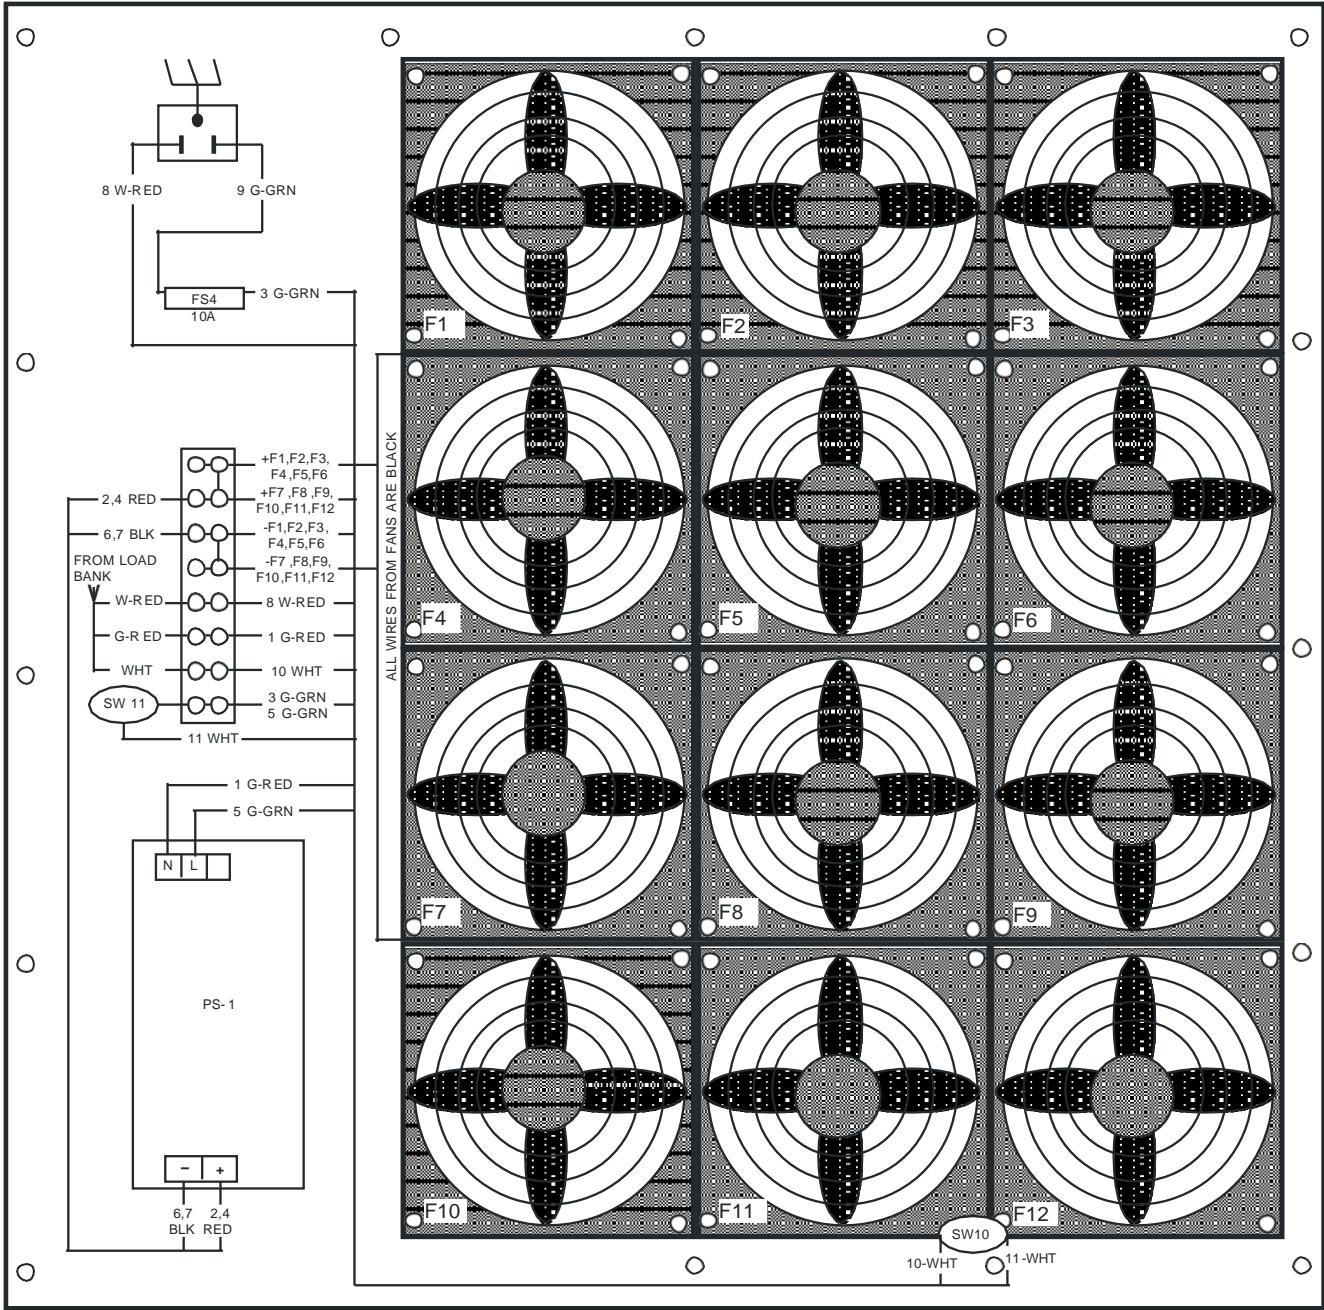 8 W-RED
9 G-GRN
FS4
3 G-GRN
10A
F1
F2
F3
+F1,F2,F3,
F4,F5,F6
2,4 RED
+F7,F8,F9,
F10,F11,F12
6,7 BLK
-F1,F2,F3,
F4,F5,F6
FROM LOAD
BANK
-F7,F8,F9,
F10,F11,F12
W-RED
8 W-RED
G-RED
1 G-RED
WHT
10 WHT
SW 11
3 G-GRN
5 G-GRN
11 WHT
ALL WIRES FROM FANS ARE BLACK
F4
F5
F6
1 G-RED
5 G-GRN
N
L
F7
F8
F9
PS-1
-
+
6,7
BLK
2,4
RED
F10
F11
F12
SW10
10-WHT
11-WHT